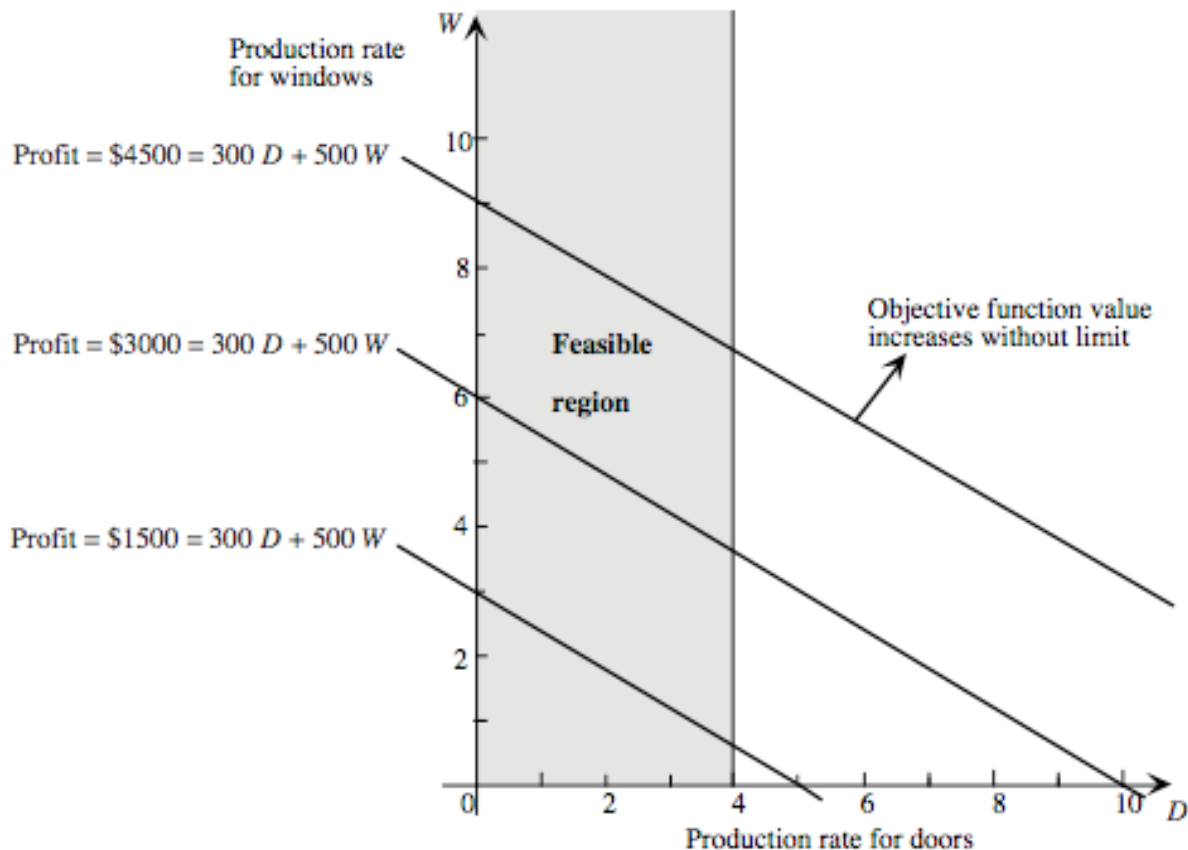 W
Production rate
for windows
10
Profit = $4500 = 300 D + 500 W
8
Objective function value
increases without limit
Profit = $3000 = 300 D + 500 W
Feasible
region
6
4
Profit = $1500 = 300 D + 500 W
2
0
2
4
6
8
10
D
Production rate for doors